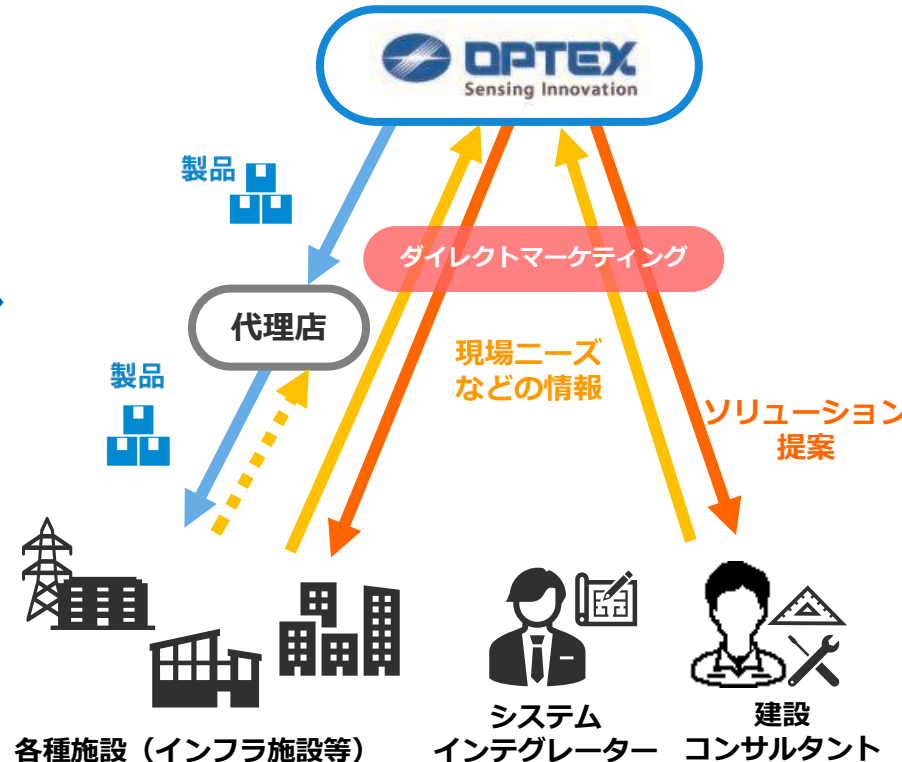 OPTEX
Sensing Innovation
製品
ダイレクトマーケティング
代理店
現場ニーズ
などの情報
製品
ソリューション
提案
各種施設（インフラ施設等）
システム
インテグレーター
建設
コンサルタント